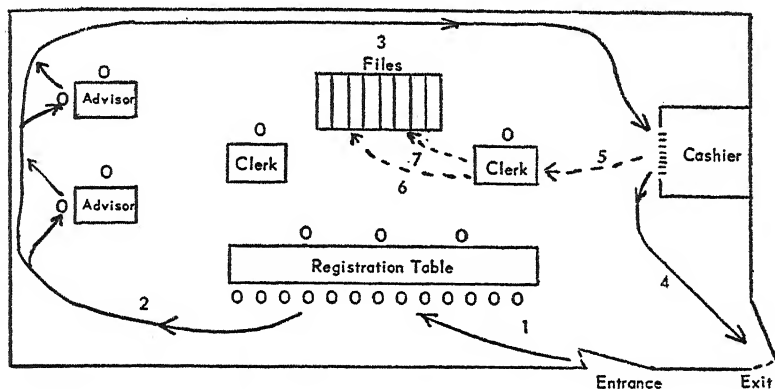 3
Files
O
O Advisor
O
Clerk
O
Clerk
5
Cashier
7
6
O
O Advisor
O O O
Registration Table
O O O O O O O O O O O O O
2
1
4
Entrance
Exit